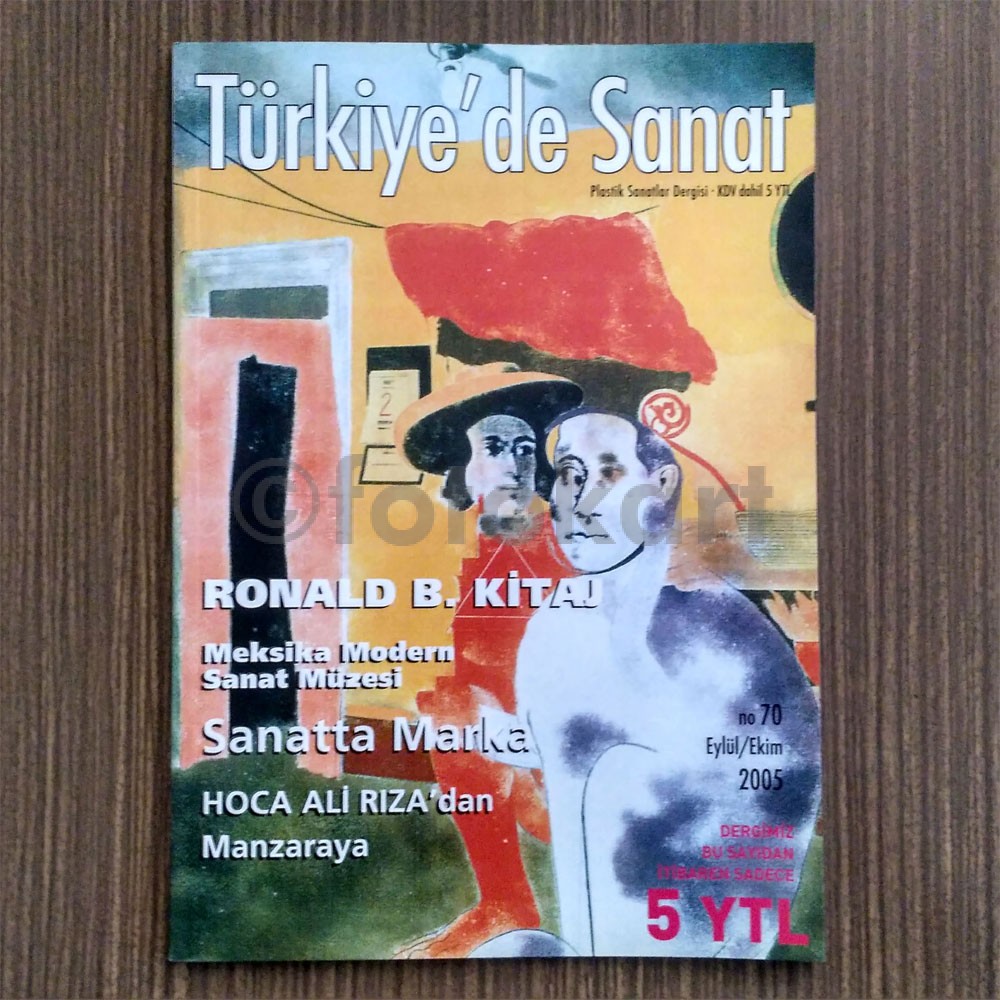 Türkiye'de Sanat
Plastik Sanatlar Dergisi · KDV dahil 5 YTL
2
©fotokart
RONALD B. KİTAJ
Meksika Modern
Sanat Müzesi
Sanatta Marka
HOCA ALİ RIZA'dan
Manzaraya
no 70
Eylül/Ekim
2005
DERGİMİZ
BU SAYIDAN
İTİBAREN SADECE
5 YTL